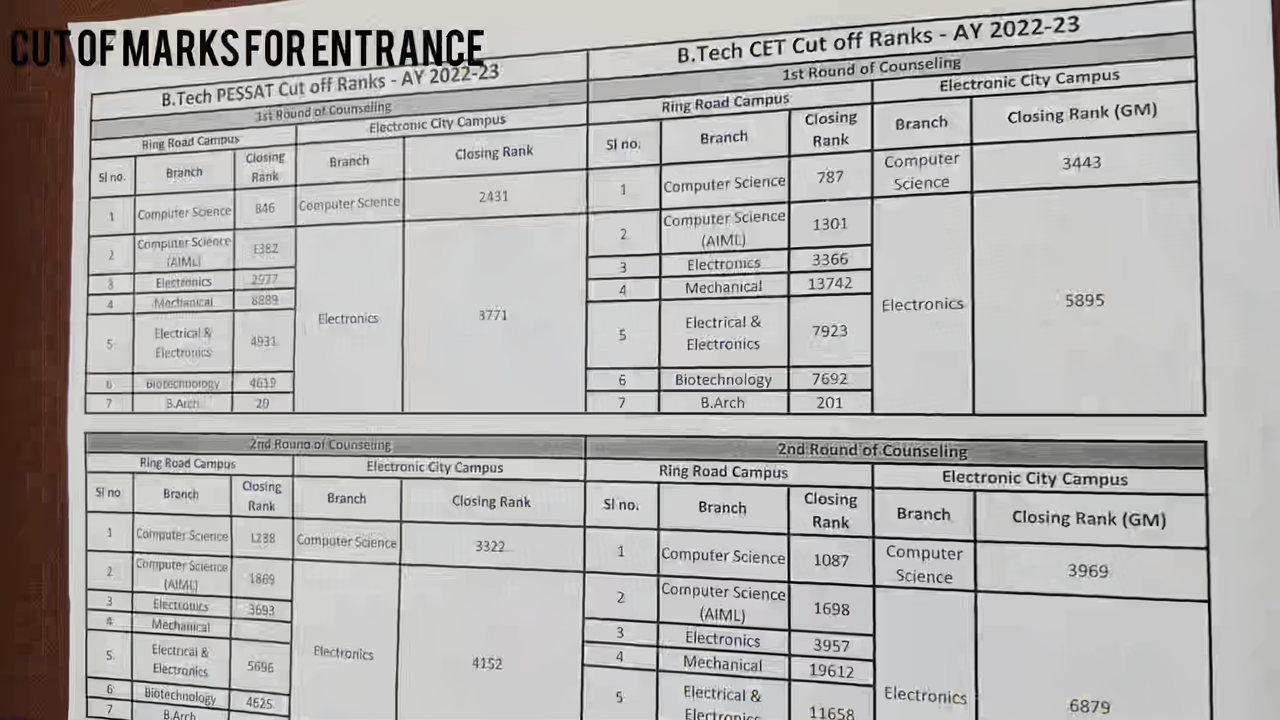 CUT OF MARKS FOR ENTRANCE
B.Tech PESSAT Cut off Ranks - AY 2022-23
1st Round of Counseling
Ring Road Campus Electronic City Campus
Sl no. Branch Closing Rank Branch Closing Rank
1 Computer Science 846 Computer Science 2431
2 Computer Science (AIML) 1382
3 Electronics 2977
4 Mechanical 8889
5 Electrical & Electronics 4931 Electronics 3771
6 Biotechnology 4619
7 B.Arch 20
B.Tech CET Cut off Ranks - AY 2022-23
1st Round of Counseling
Ring Road Campus Electronic City Campus
Sl no. Branch Closing Rank Branch Closing Rank (GM)
1 Computer Science 787 Computer Science 3443
2 Computer Science (AIML) 1301
3 Electronics 3366
4 Mechanical 13742
5 Electrical & Electronics 7923 Electronics 5895
6 Biotechnology 7692
7 B.Arch 201
2nd Round of Counseling
Ring Road Campus Electronic City Campus
Sl no Branch Closing Rank Branch Closing Rank
1 Computer Science 1238 Computer Science 3322
2 Computer Science (AIML) 1869
3 Electronics 3693
4 Mechanical
5. Electrical & Electronics 5696 Electronics 4152
6 Biotechnology 4625
7 B.Arch
2nd Round of Counseling
Ring Road Campus Electronic City Campus
Sl no. Branch Closing Rank Branch Closing Rank (GM)
1 Computer Science 1087 Computer Science 3969
2 Computer Science (AIML) 1698
3 Electronics 3957
4 Mechanical 19612
5 Electrical & Electronics 11658 Electronics 6879